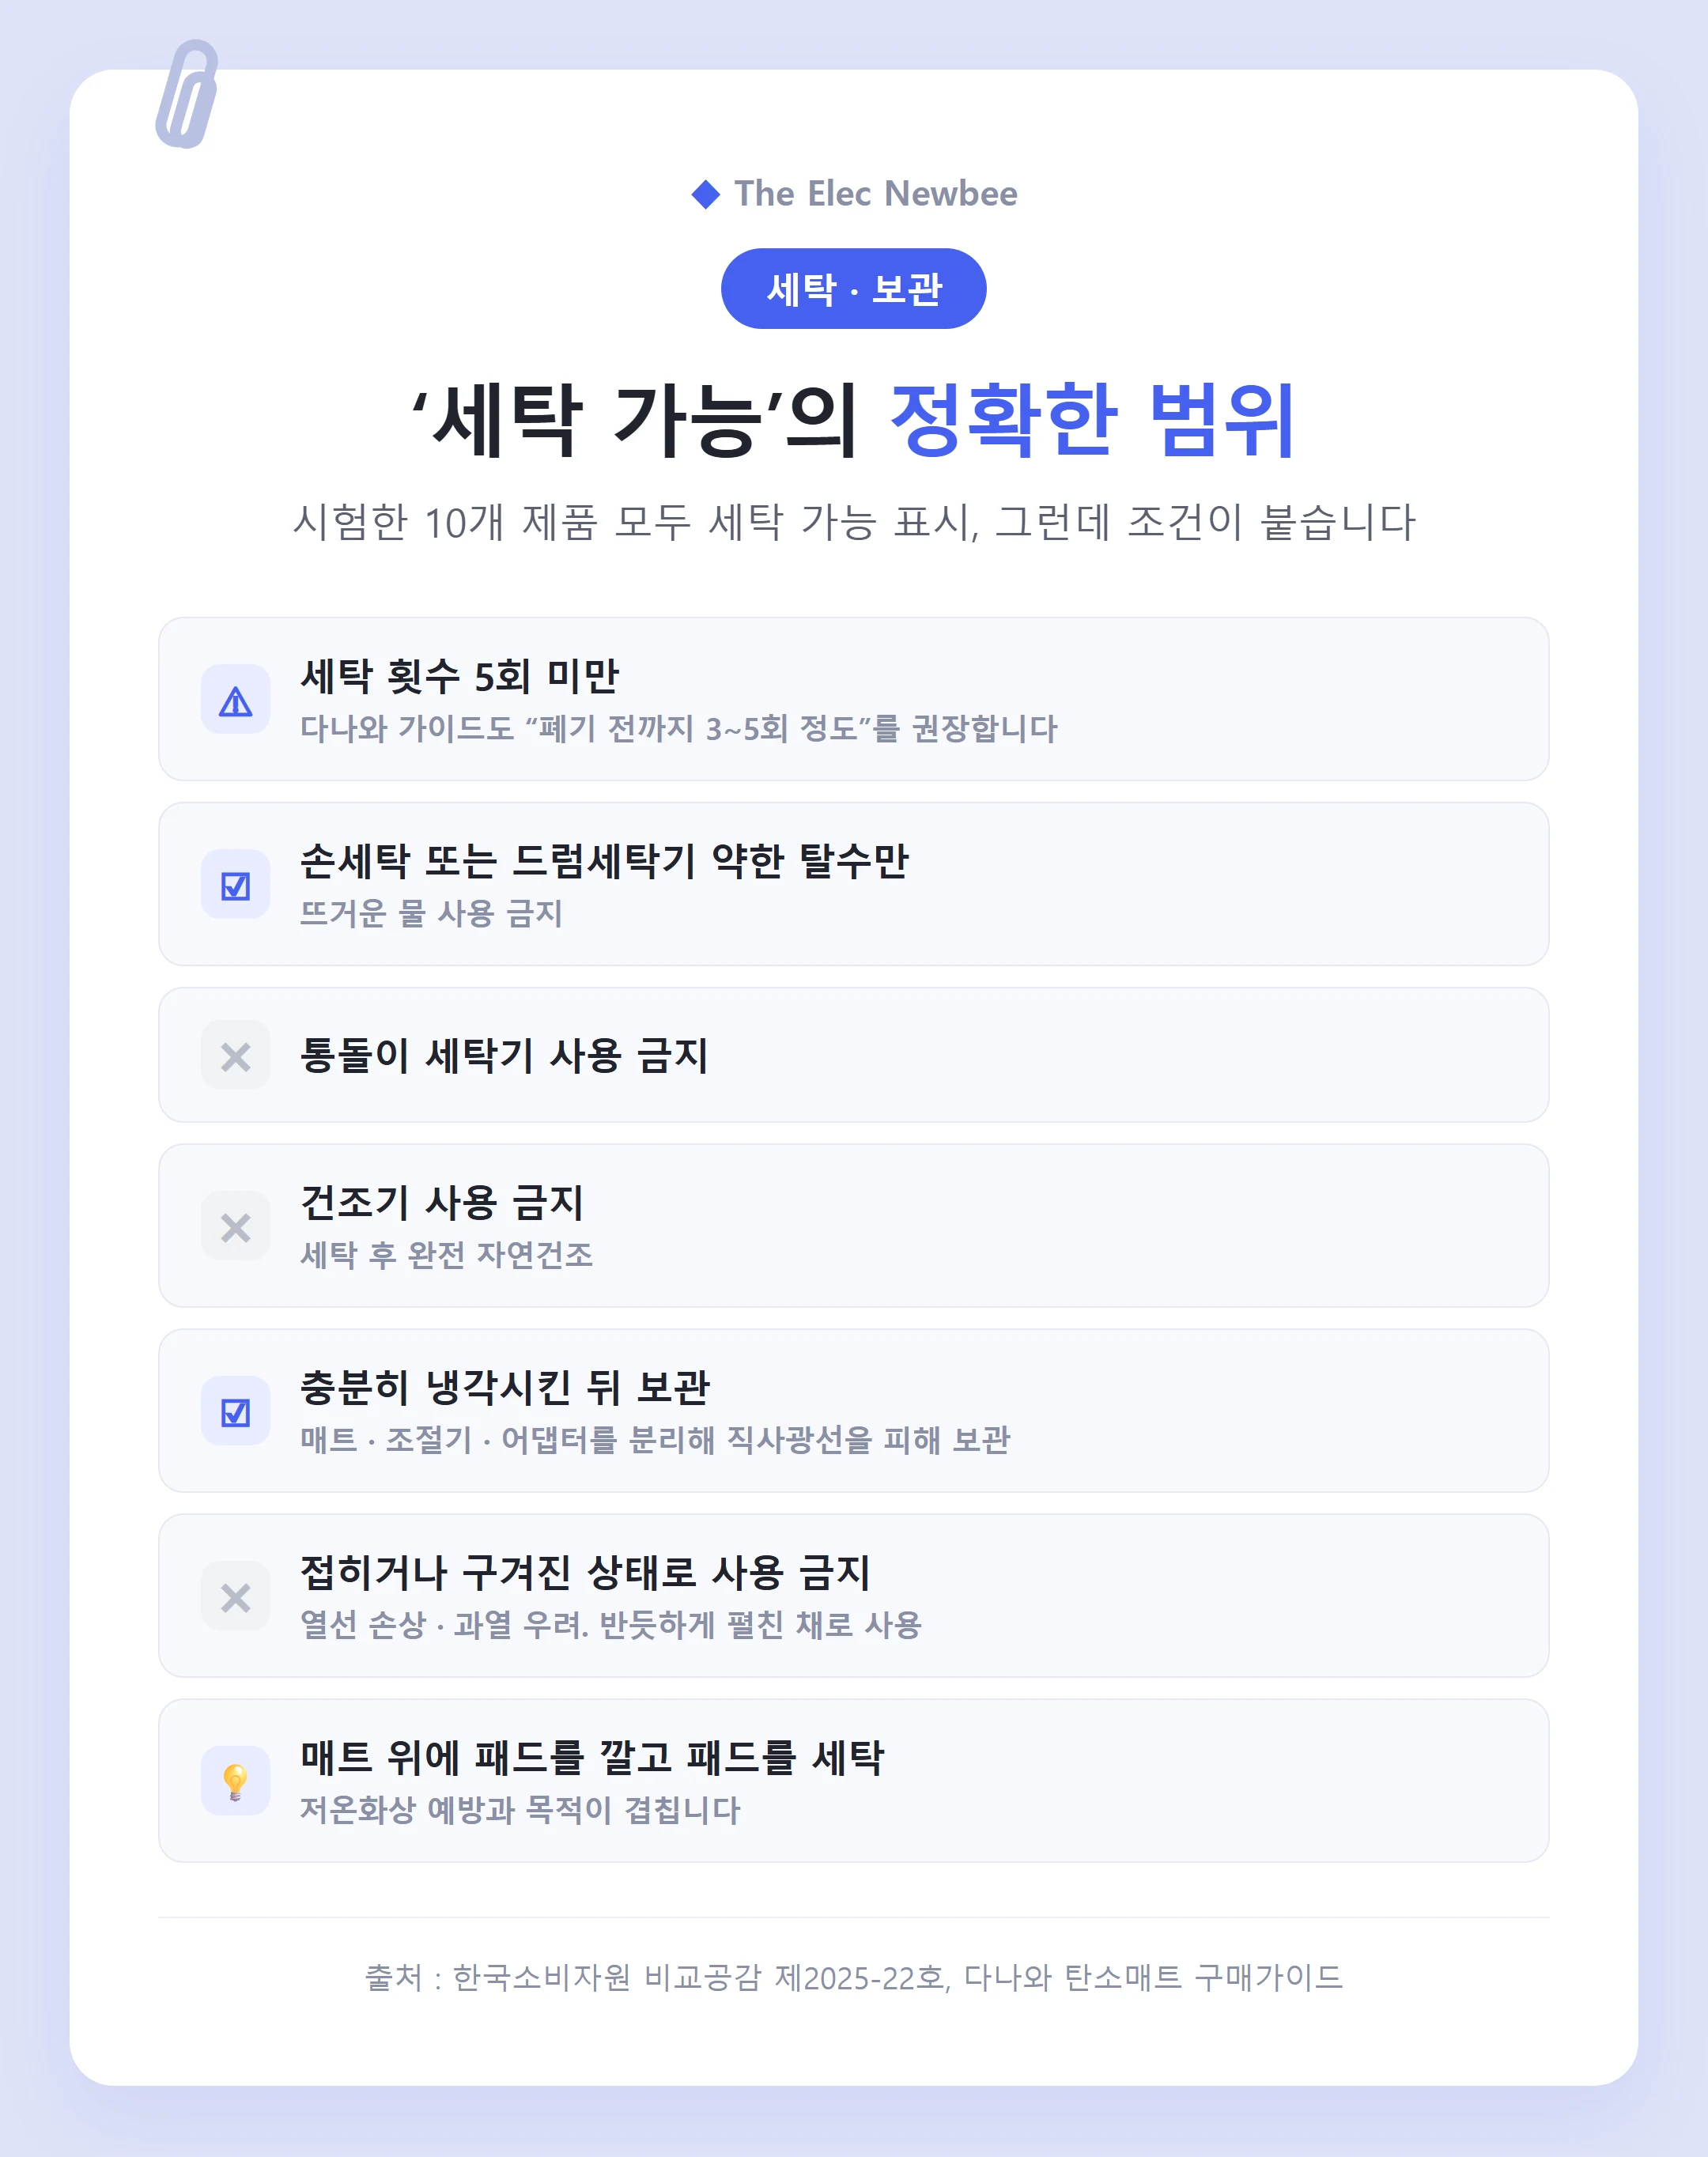 The Elec Newbee
세탁 · 보관
‘세탁 가능’의 정확한 범위
시험한 10개 제품 모두 세탁 가능 표시, 그런데 조건이 붙습니다
세탁 횟수 5회 미만
다나와 가이드도 “폐기 전까지 3~5회 정도”를 권장합니다
손세탁 또는 드럼세탁기 약한 탈수만
뜨거운 물 사용 금지
통돌이 세탁기 사용 금지
건조기 사용 금지
세탁 후 완전 자연건조
충분히 냉각시킨 뒤 보관
매트 · 조절기 · 어댑터를 분리해 직사광선을 피해 보관
접히거나 구겨진 상태로 사용 금지
열선 손상 · 과열 우려. 반듯하게 펼친 채로 사용
매트 위에 패드를 깔고 패드를 세탁
저온화상 예방과 목적이 겹칩니다
출처 : 한국소비자원 비교공감 제2025-22호, 다나와 탄소매트 구매가이드